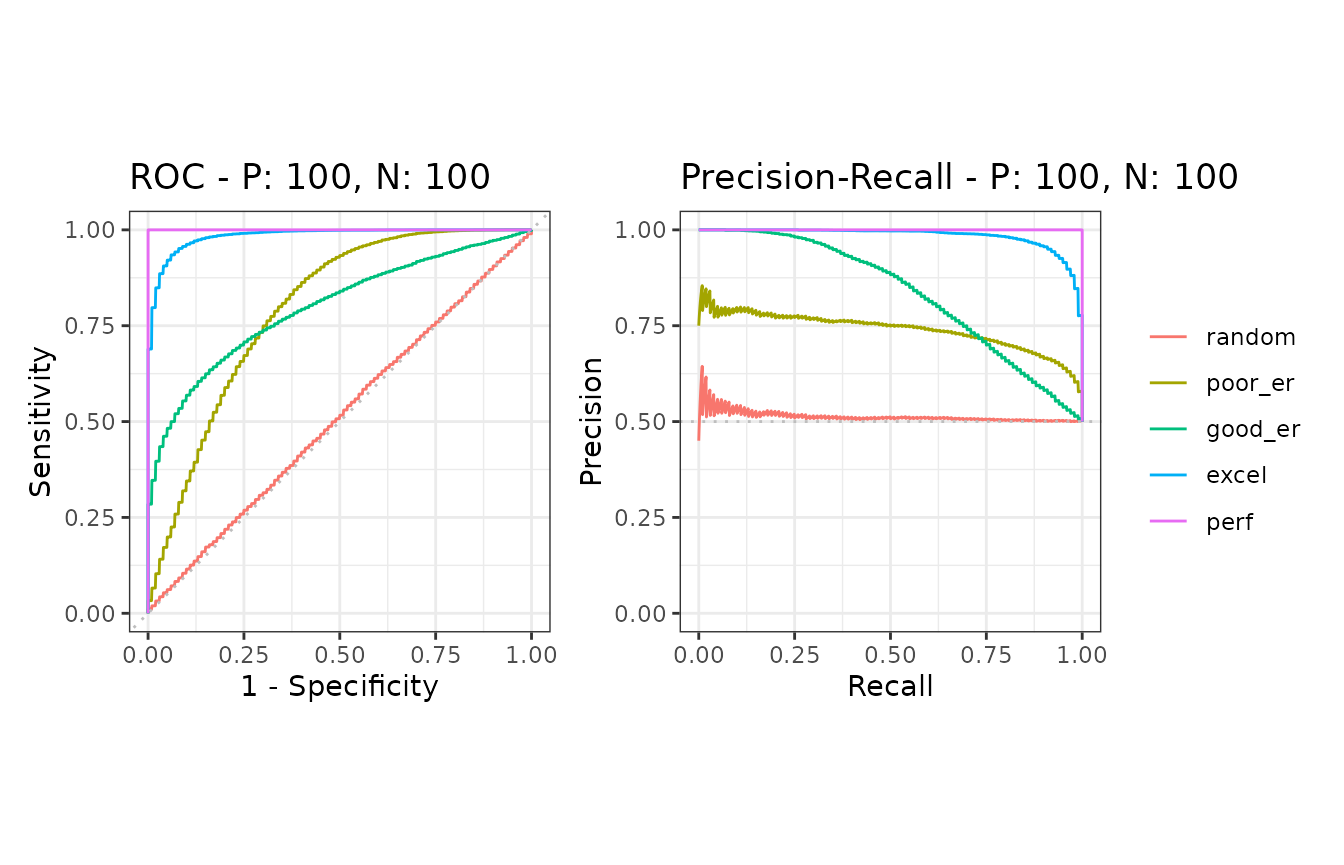 ROC - P: 100, N: 100
1.00
0.75
0.50
0.25
0.00
Sensitivity
0.00 0.25 0.50 0.75 1.00
1 - Specificity
Precision-Recall - P: 100, N: 100
1.00
0.75
0.50
0.25
0.00
Precision
0.00 0.25 0.50 0.75 1.00
Recall
random
poor_er
good_er
excel
perf